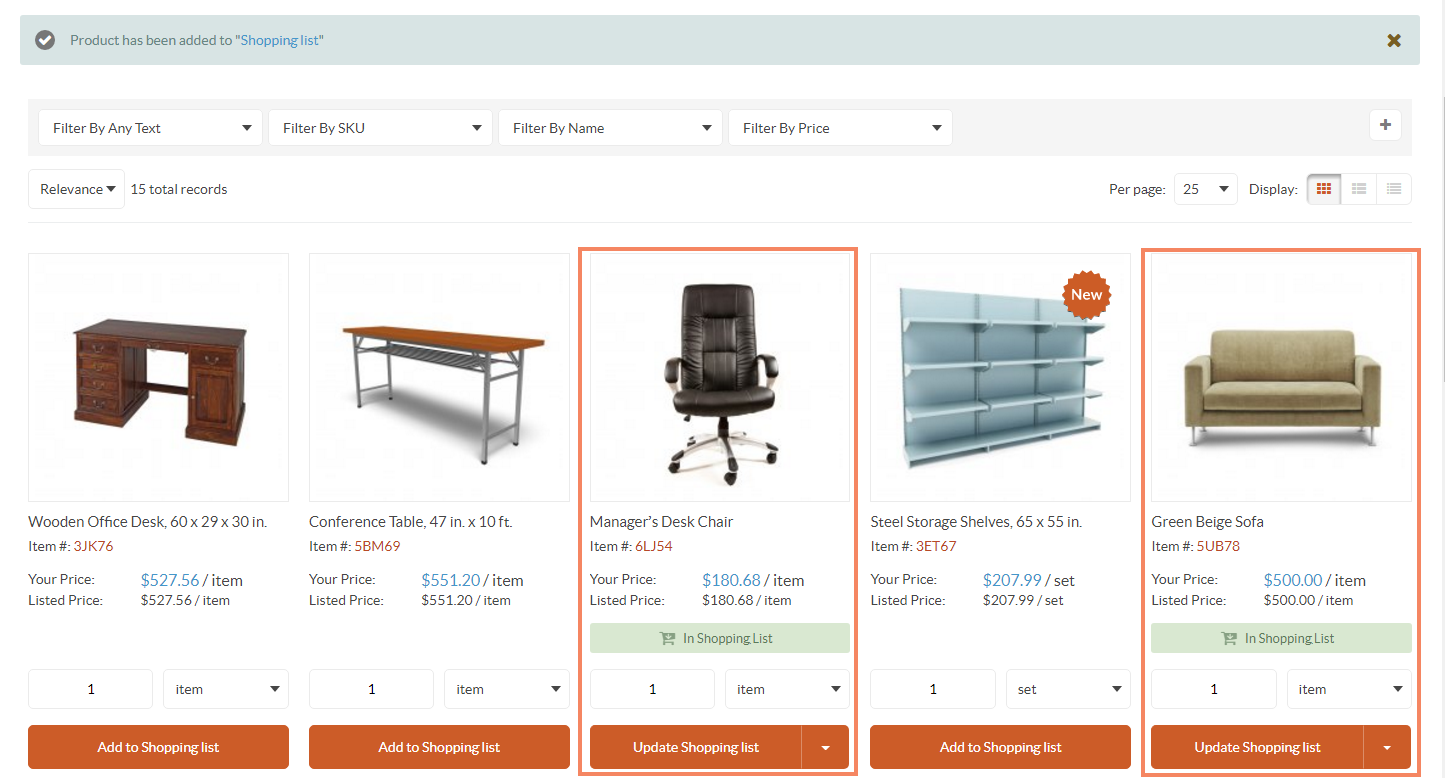 Product has been added to "Shopping list"
Filter By Any Text Filter By SKU Filter By Name Filter By Price
Relevance 15 total records Per page: 25 Display:
New
Wooden Office Desk, 60 x 29 x 30 in.
Item #: 3JK76
Your Price: $527.56 / item
Listed Price: $527.56 / item
1 item
Add to Shopping list
Conference Table, 47 in. x 10 ft.
Item #: 5BM69
Your Price: $551.20 / item
Listed Price: $551.20 / item
1 item
Add to Shopping list
Manager’s Desk Chair
Item #: 6LJ54
Your Price: $180.68 / item
Listed Price: $180.68 / item
In Shopping List
1 item
Update Shopping list
Steel Storage Shelves, 65 x 55 in.
Item #: 3ET67
Your Price: $207.99 / set
Listed Price: $207.99 / set
1 set
Add to Shopping list
Green Beige Sofa
Item #: 5UB78
Your Price: $500.00 / item
Listed Price: $500.00 / item
In Shopping List
1 item
Update Shopping list